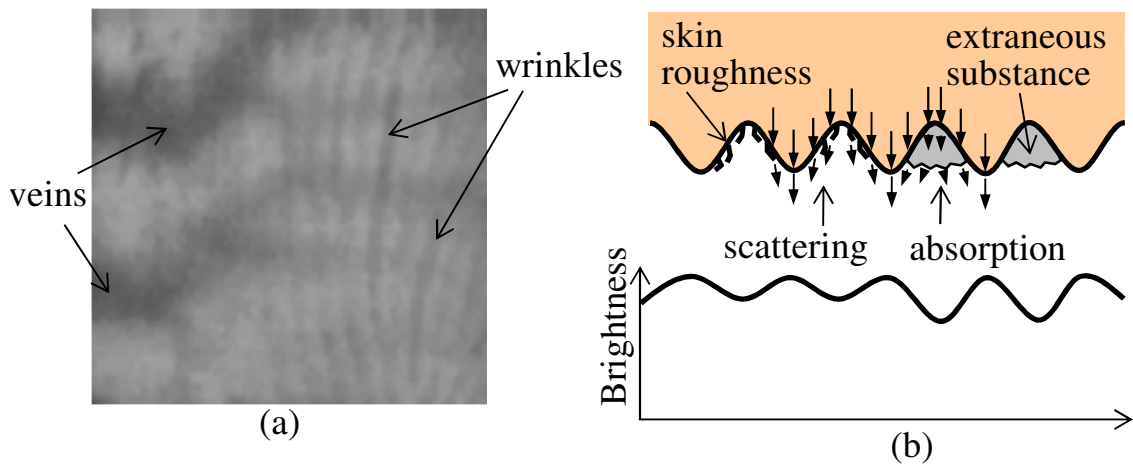 wrinkles
veins
(a)
skin
roughness
extraneous
substance
scattering
absorption
Brightness
(b)